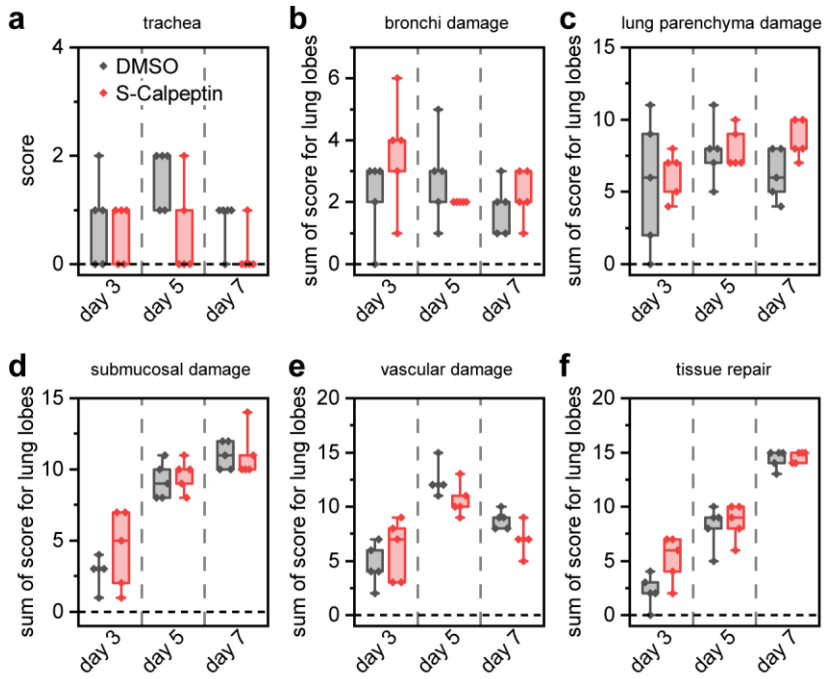 a
trachea
score
4
2
0
DMSO
S-Calpeptin
day 3
day 5
day 7
b
bronchi damage
sum of score for lung lobes
6
4
2
0
day 3
day 5
day 7
c
lung parenchyma damage
sum of score for lung lobes
15
10
5
0
day 3
day 5
day 7
d
submucosal damage
sum of score for lung lobes
15
10
5
0
day 3
day 5
day 7
e
vascular damage
sum of score for lung lobes
20
15
10
5
0
day 3
day 5
day 7
f
tissue repair
sum of score for lung lobes
20
15
10
5
0
day 3
day 5
day 7